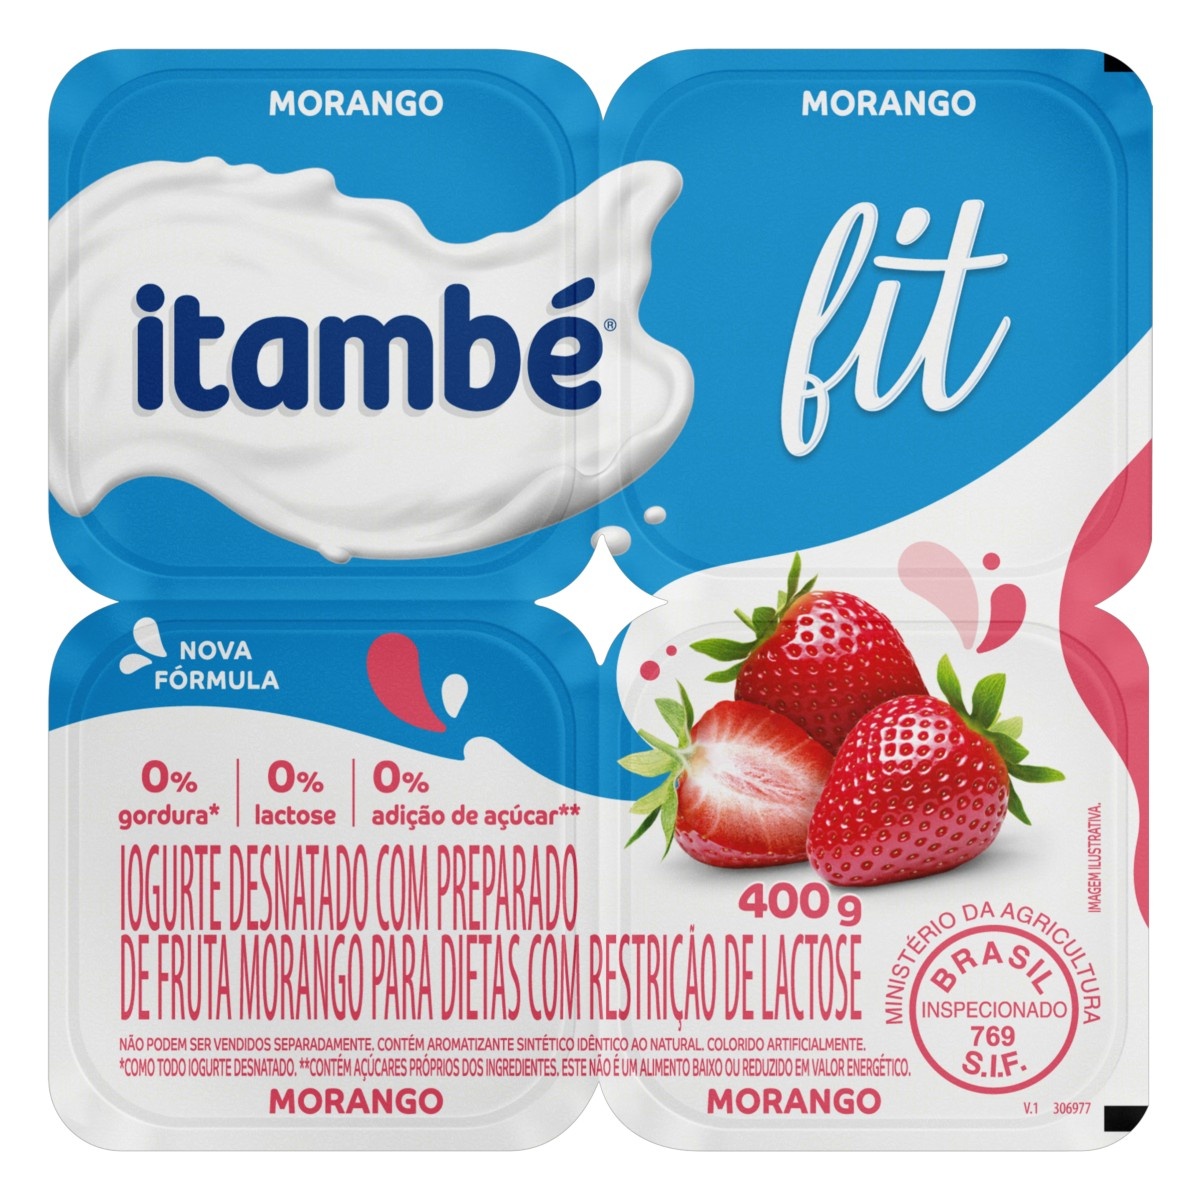 MORANGO
MORANGO
itambé®
fit
NOVA
FÓRMULA
0% gordura*
0% lactose
0% adição de açúcar**
IOGURTE DESNATADO COM PREPARADO
DE FRUTA MORANGO PARA DIETAS COM RESTRIÇÃO DE LACTOSE
400g
IMAGEM ILUSTRATIVA.
MINISTÉRIO DA AGRICULTURA
BRASIL
INSPECIONADO
769
S.I.F.
NÃO PODEM SER VENDIDOS SEPARADAMENTE. CONTÉM AROMATIZANTE SINTÉTICO IDÊNTICO AO NATURAL. COLORIDO ARTIFICIALMENTE.
*COMO TODO IOGURTE DESNATADO. **CONTÉM AÇÚCARES PRÓPRIOS DOS INGREDIENTES. ESTE NÃO É UM ALIMENTO BAIXO OU REDUZIDO EM VALOR ENERGÉTICO.
MORANGO
MORANGO
V.1 306977